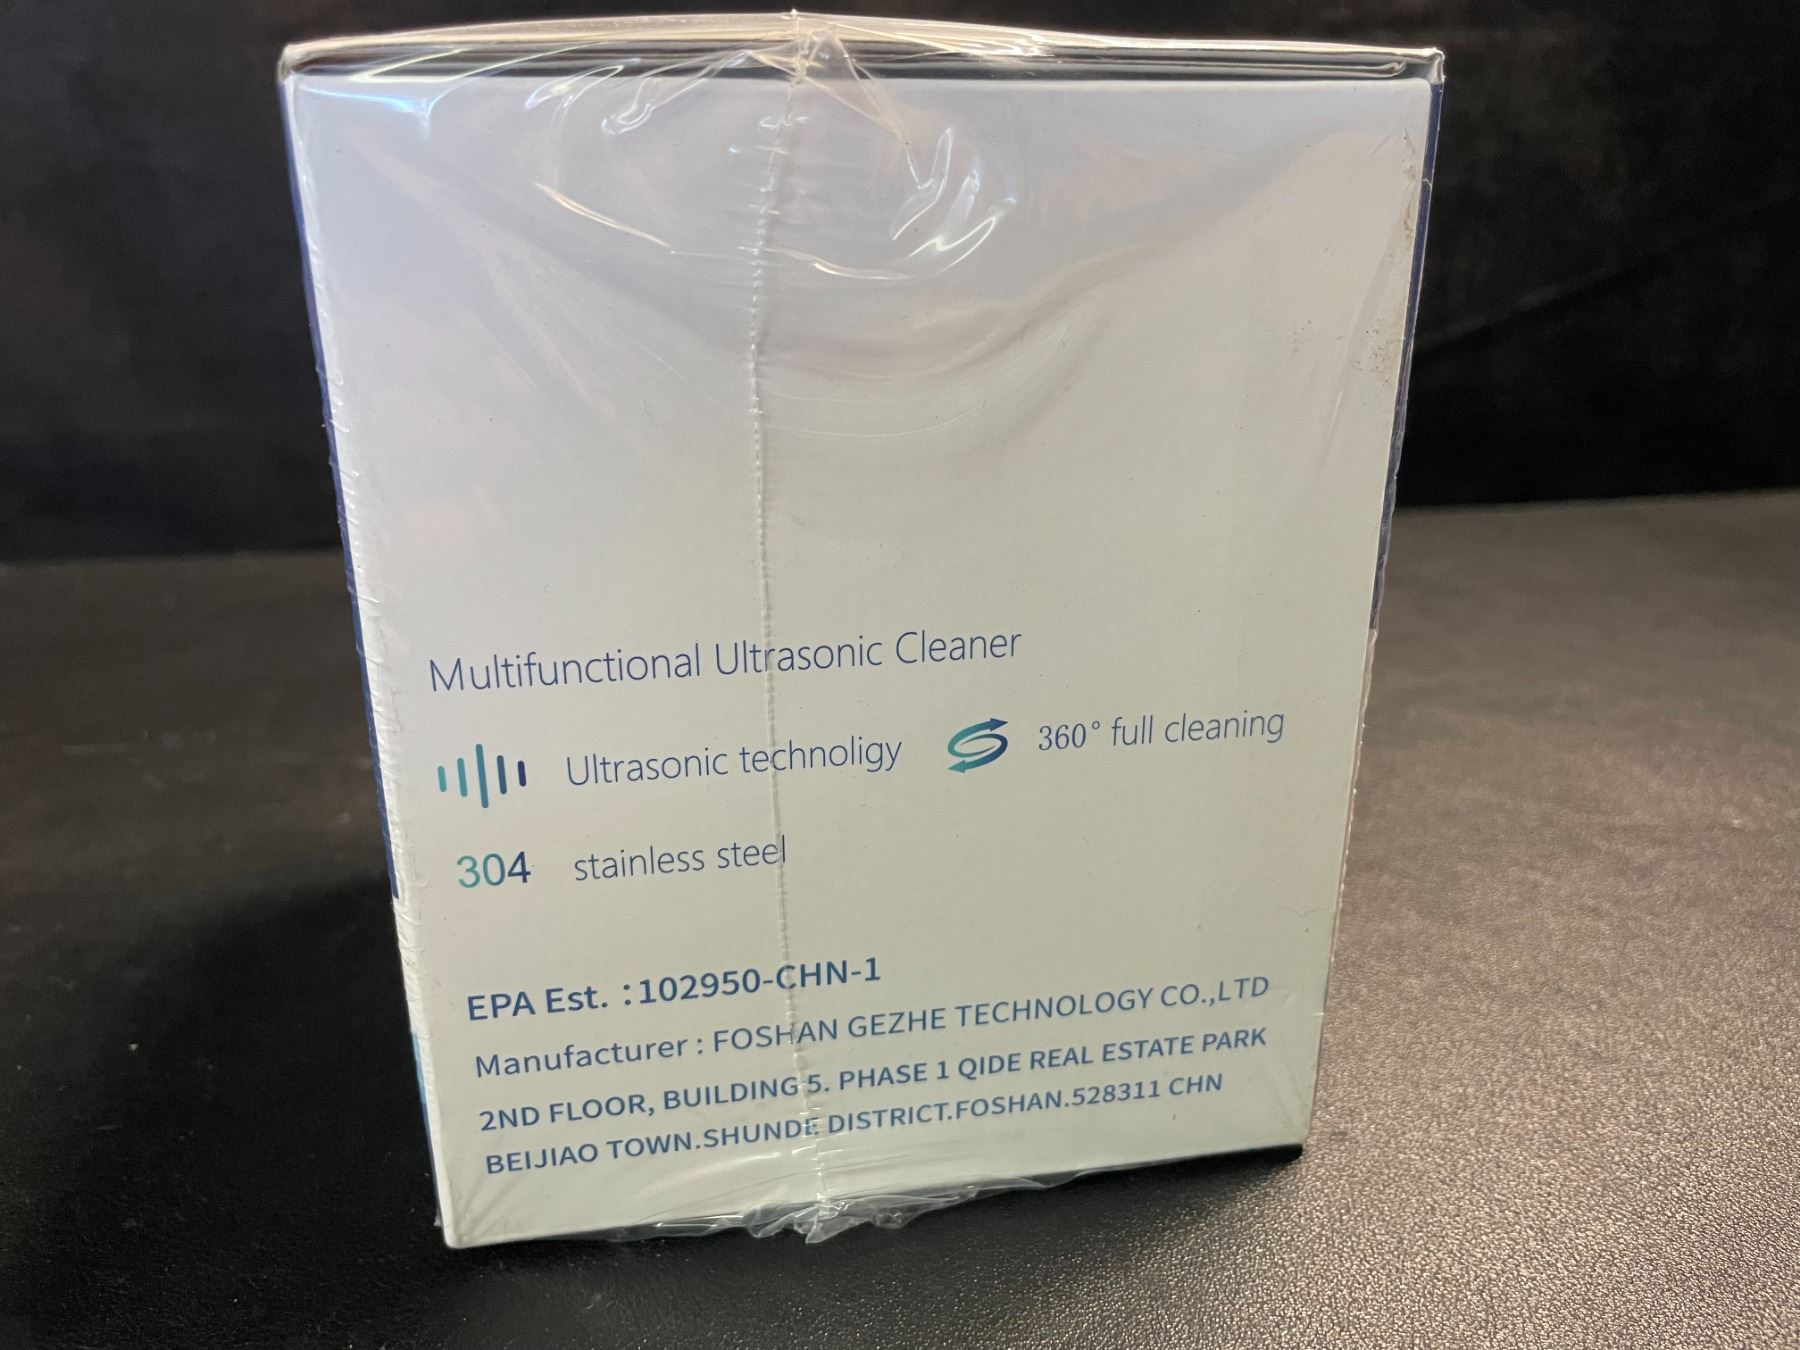 Multifunctional Ultrasonic Cleaner
Ultrasonic technoligy 360° full cleaning
304 stainless steel
EPA Est. :102950-CHN-1
Manufacturer : FOSHAN GEZHE TECHNOLOGY CO.,LTD
2ND FLOOR, BUILDING 5. PHASE 1 QIDE REAL ESTATE PARK
BEIJIAO TOWN.SHUNDE DISTRICT.FOSHAN.528311 CHN